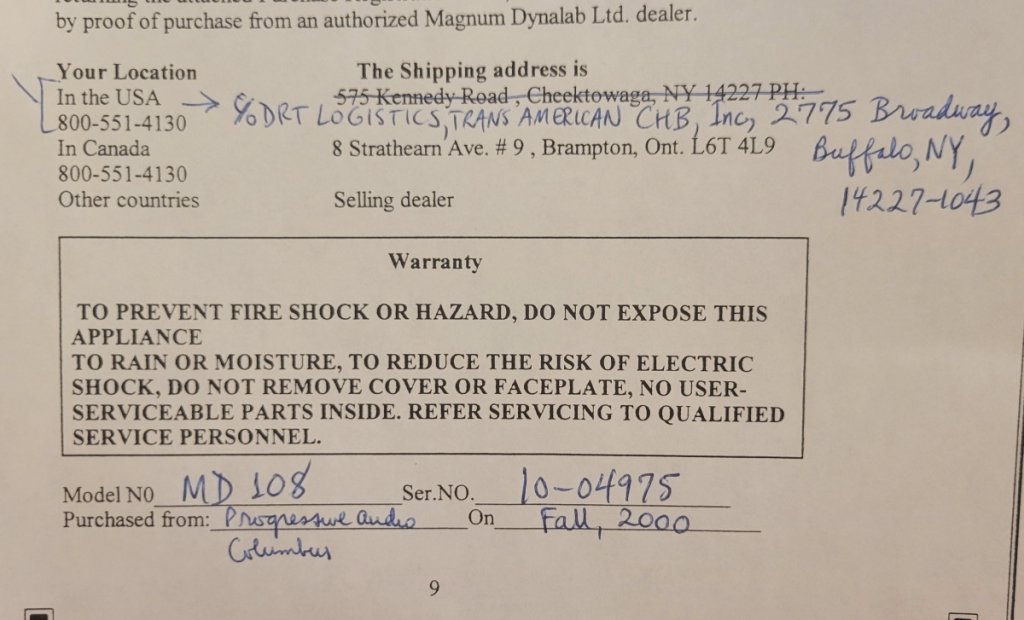 by proof of purchase from an authorized Magnum Dynalab Ltd. dealer.
Your Location The Shipping address is
In the USA 575 Kennedy Road , Cheektowaga, NY 14227 PH:
800-551-4130 → c/o DRT LOGISTICS, TRANS AMERICAN CHB, Inc, 2775 Broadway,
In Canada 8 Strathearn Ave. # 9 , Brampton, Ont. L6T 4L9 Buffalo, NY,
800-551-4130
Other countries Selling dealer 14227-1043
Warranty
TO PREVENT FIRE SHOCK OR HAZARD, DO NOT EXPOSE THIS
APPLIANCE
TO RAIN OR MOISTURE, TO REDUCE THE RISK OF ELECTRIC
SHOCK, DO NOT REMOVE COVER OR FACEPLATE, NO USER-
SERVICEABLE PARTS INSIDE. REFER SERVICING TO QUALIFIED
SERVICE PERSONNEL.
Model N0 MD 108 Ser.NO. 10-04975
Purchased from: Progressive Audio On Fall, 2000
Columbus
9